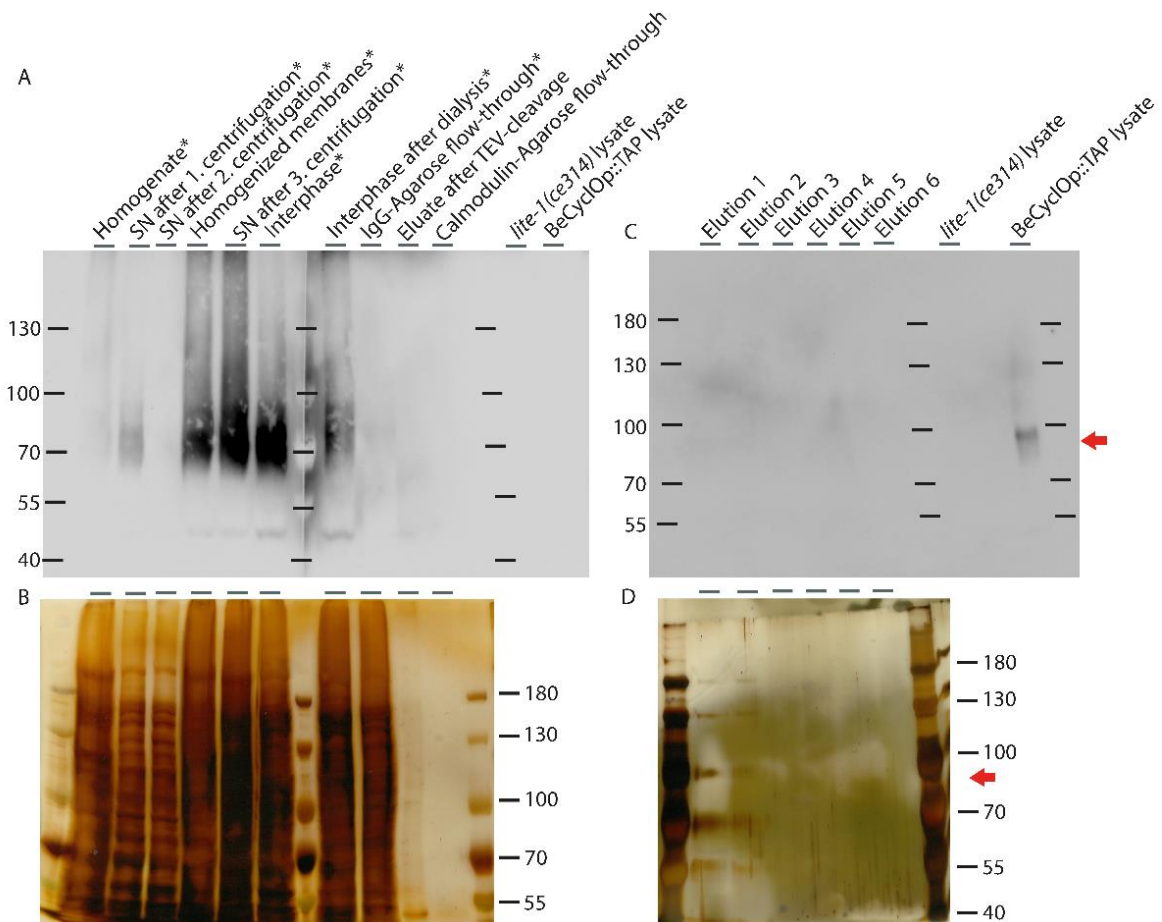 A
Homogenate*
SN after 1. centrifugation*
SN after 2. centrifugation*
Homogenized membranes*
SN after 3. centrifugation*
Interphase*
Interphase after dialysis*
IgG-Agarose flow-through*
Eluate after TEV-cleavage
Calmodulin-Agarose flow-through
lite-1(ce314) lysate
BeCyclOp::TAP lysate
130
100
70
55
40
C
Elution 1
Elution 2
Elution 3
Elution 4
Elution 5
Elution 6
lite-1(ce314) lysate
BeCyclOp::TAP lysate
180
130
100
70
55
B
180
130
100
70
55
D
180
130
100
70
55
40